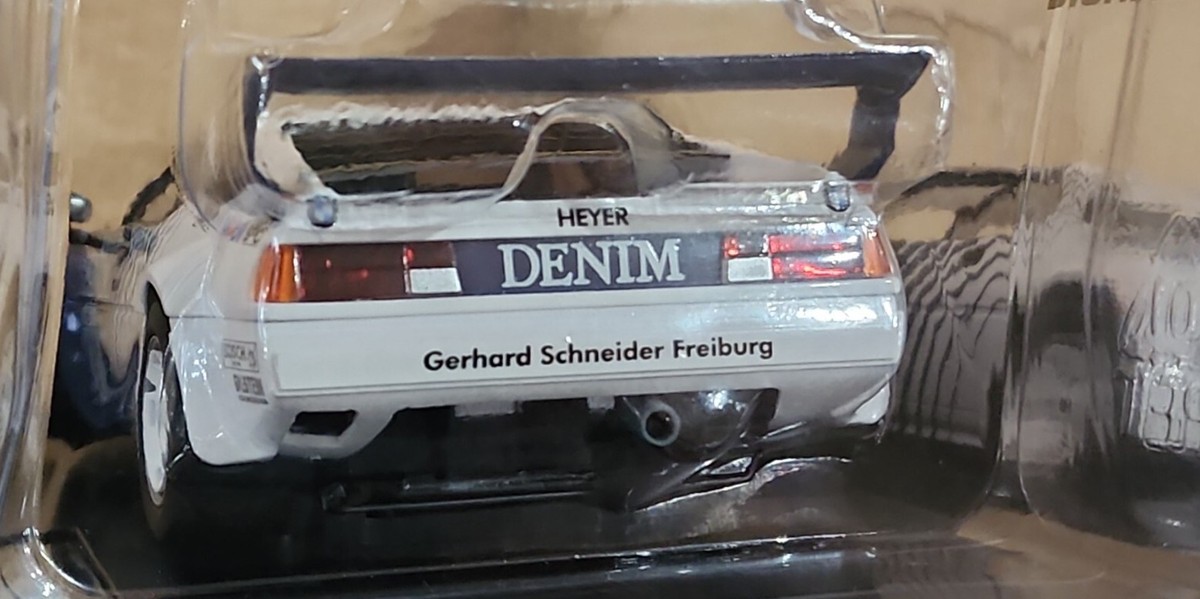 HEYER
DENIM
Gerhard Schneider Freiburg